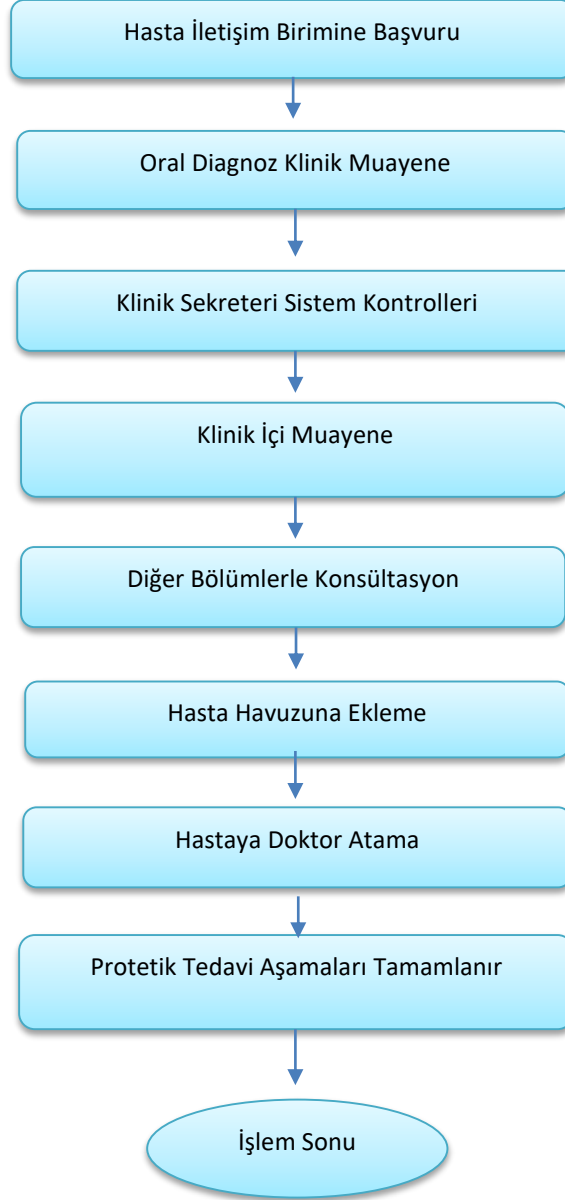 Hasta İletişim Birimine Başvuru
Oral Diagnoz Klinik Muayene
Klinik Sekreteri Sistem Kontrolleri
Klinik İçi Muayene
Diğer Bölümlerle Konsültasyon
Hasta Havuzuna Ekleme
Hastaya Doktor Atama
Protetik Tedavi Aşamaları Tamamlanır
İşlem Sonu